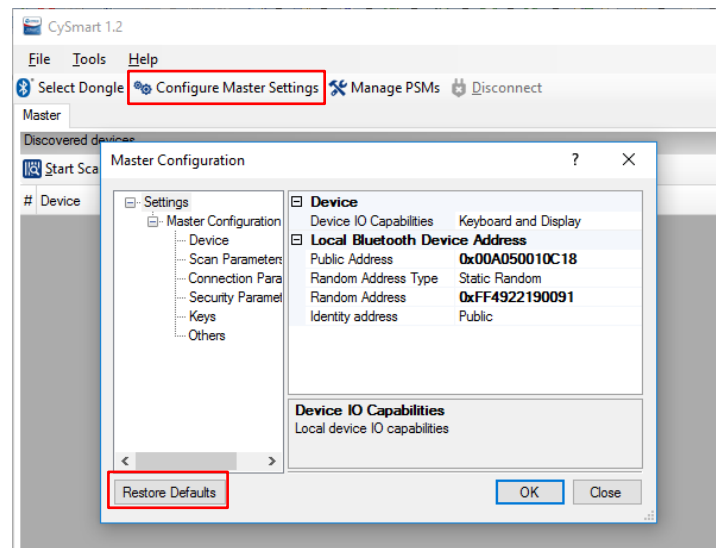 CySmart 1.2
File Tools Help
Select Dongle Configure Master Settings Manage PSMs Disconnect
Master
Discovered devices
Start Sca
# Device
Master Configuration ? X
Settings
Master Configuration
Device
Scan Parameters
Connection Para
Security Paramet
Keys
Others
Device
Device IO Capabilities Keyboard and Display
Local Bluetooth Device Address
Public Address 0x00A050010C18
Random Address Type Static Random
Random Address 0xFF4922190091
Identity address Public
Device IO Capabilities
Local device IO capabilities
Restore Defaults OK Close